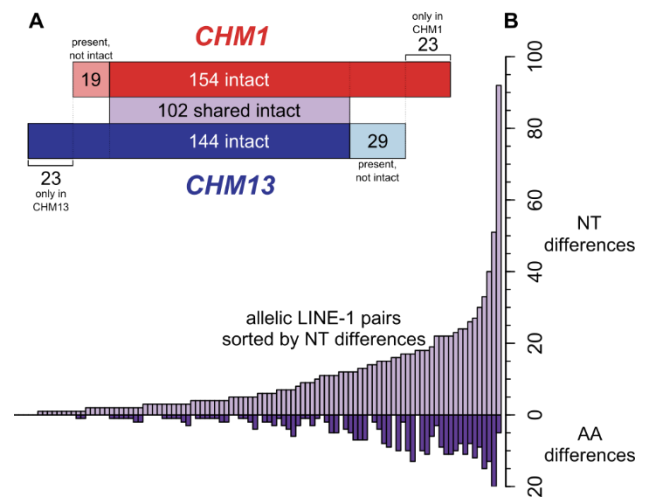 A
CHM1
only in
CHM1
23
B
present,
not intact
19
154 intact
102 shared intact
144 intact
29
23
only in
CHM13
CHM13
present,
not intact
100
80
60
40
20
0
20
NT
differences
allelic LINE-1 pairs
sorted by NT differences
AA
differences